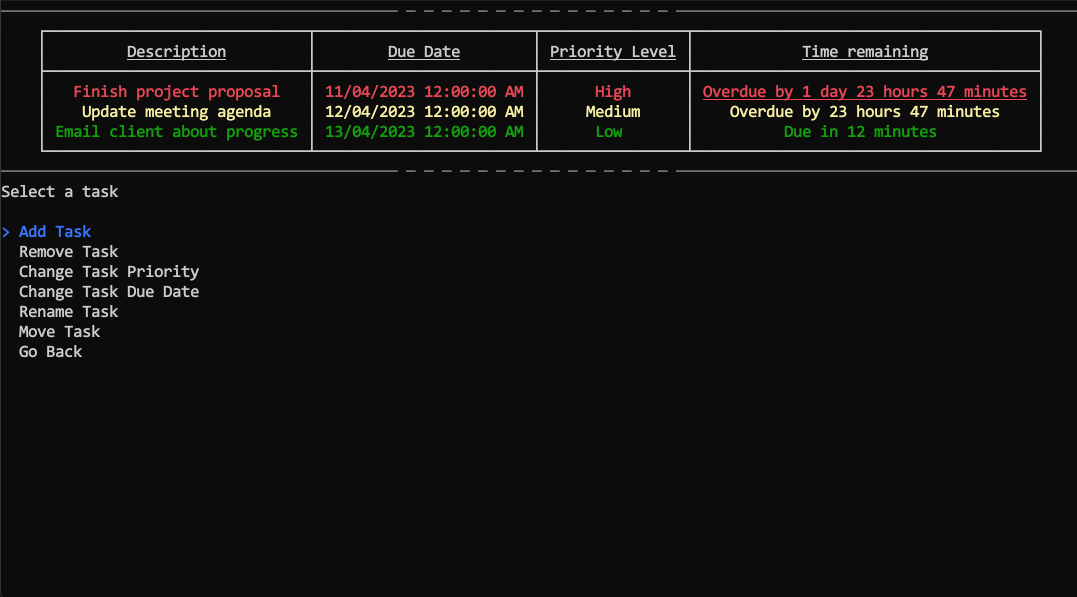 Description Due Date Priority Level Time remaining
Finish project proposal 11/04/2023 12:00:00 AM High Overdue by 1 day 23 hours 47 minutes
Update meeting agenda 12/04/2023 12:00:00 AM Medium Overdue by 23 hours 47 minutes
Email client about progress 13/04/2023 12:00:00 AM Low Due in 12 minutes
Select a task
> Add Task
Remove Task
Change Task Priority
Change Task Due Date
Rename Task
Move Task
Go Back